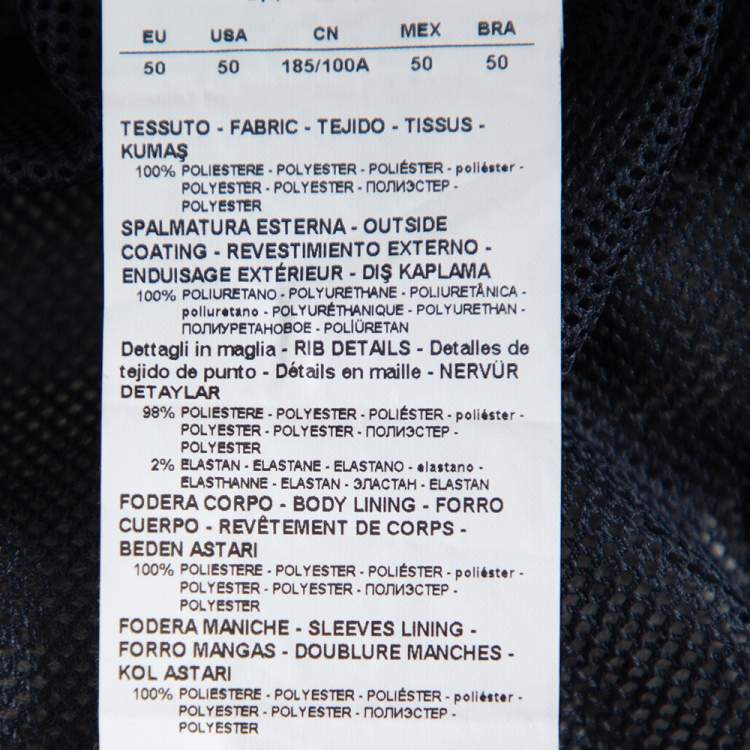 EU USA CN MEX BRA
50 50 185/100A 50 50
TESSUTO - FABRIC - TEJIDO - TISSUS -
KUMAŞ
100% POLIESTERE - POLYESTER - POLIÉSTER - poliéster -
POLYESTER - POLYESTER - ПОЛИЭСТЕР -
POLYESTER
SPALMATURA ESTERNA - OUTSIDE
COATING - REVESTIMIENTO EXTERNO -
ENDUISAGE EXTÉRIEUR - DIŞ KAPLAMA
100% POLIURETANO - POLYURETHANE - POLIURETÂNICA -
poliuretano - POLYURÉTHANIQUE - POLYURETHAN -
ПОЛИУРЕТАНОВОЕ - POLİÜRETAN
Dettagli in maglia - RIB DETAILS - Detalles de
tejido de punto - Détails en maille - NERVÜR
DETAYLAR
98% POLIESTERE - POLYESTER - POLIÉSTER - poliéster -
POLYESTER - POLYESTER - ПОЛИЭСТЕР -
POLYESTER
2% ELASTAN - ELASTANE - ELASTANO - elastano -
ELASTHANNE - ELASTAN - ЭЛАСТАН - ELASTAN
FODERA CORPO - BODY LINING - FORRO
CUERPO - REVÊTEMENT DE CORPS -
BEDEN ASTARI
100% POLIESTERE - POLYESTER - POLIÉSTER - poliéster -
POLYESTER - POLYESTER - ПОЛИЭСТЕР -
POLYESTER
FODERA MANICHE - SLEEVES LINING -
FORRO MANGAS - DOUBLURE MANCHES -
KOL ASTARI
100% POLIESTERE - POLYESTER - POLIÉSTER - poliéster -
POLYESTER - POLYESTER - ПОЛИЭСТЕР -
POLYESTER